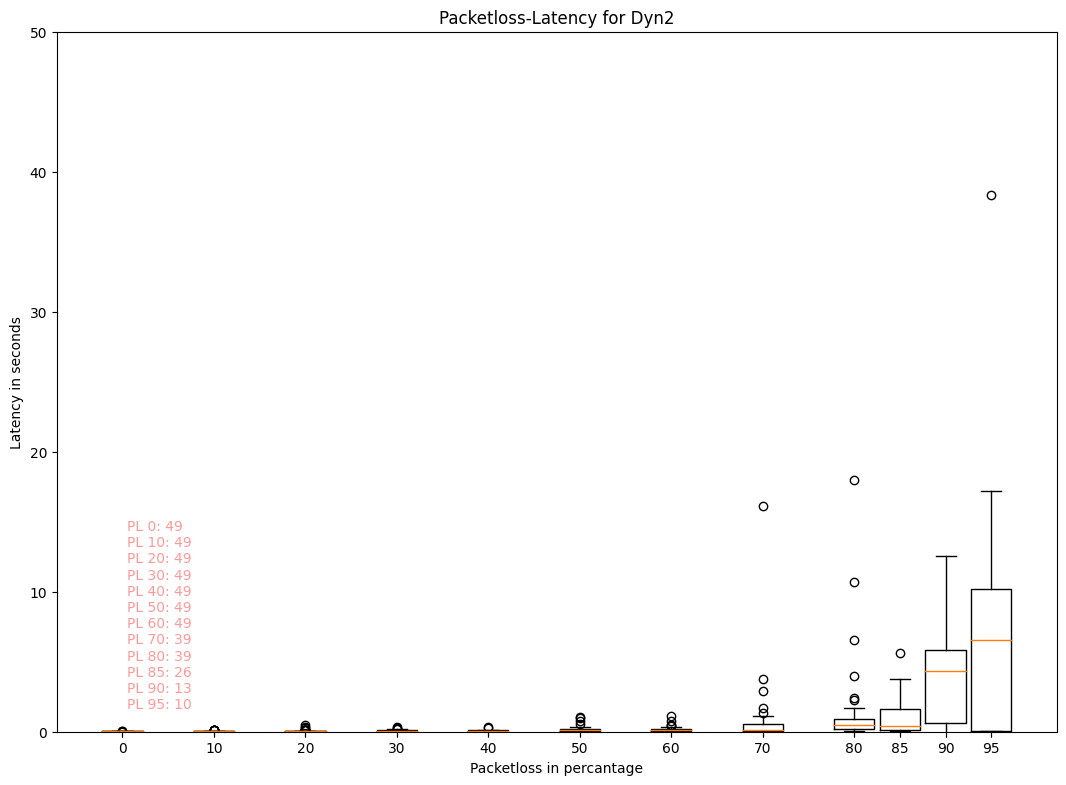 Packetloss-Latency for Dyn2
50
40
30
20
10
0
Latency in seconds
PL 0: 49
PL 10: 49
PL 20: 49
PL 30: 49
PL 40: 49
PL 50: 49
PL 60: 49
PL 70: 39
PL 80: 39
PL 85: 26
PL 90: 13
PL 95: 10
0 10 20 30 40 50 60 70 80 85 90 95
Packetloss in percantage